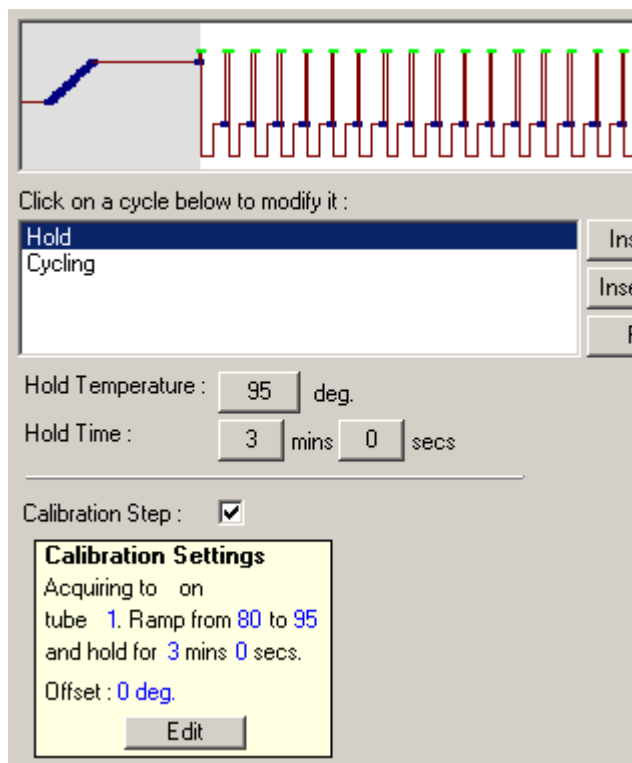 Click on a cycle below to modify it :
Hold
Cycling
Ins
Inse
Hold Temperature : 95 deg.
Hold Time : 3 mins 0 secs
Calibration Step :
Calibration Settings
Acquiring to on
tube 1. Ramp from 80 to 95
and hold for 3 mins 0 secs.
Offset : 0 deg.
Edit